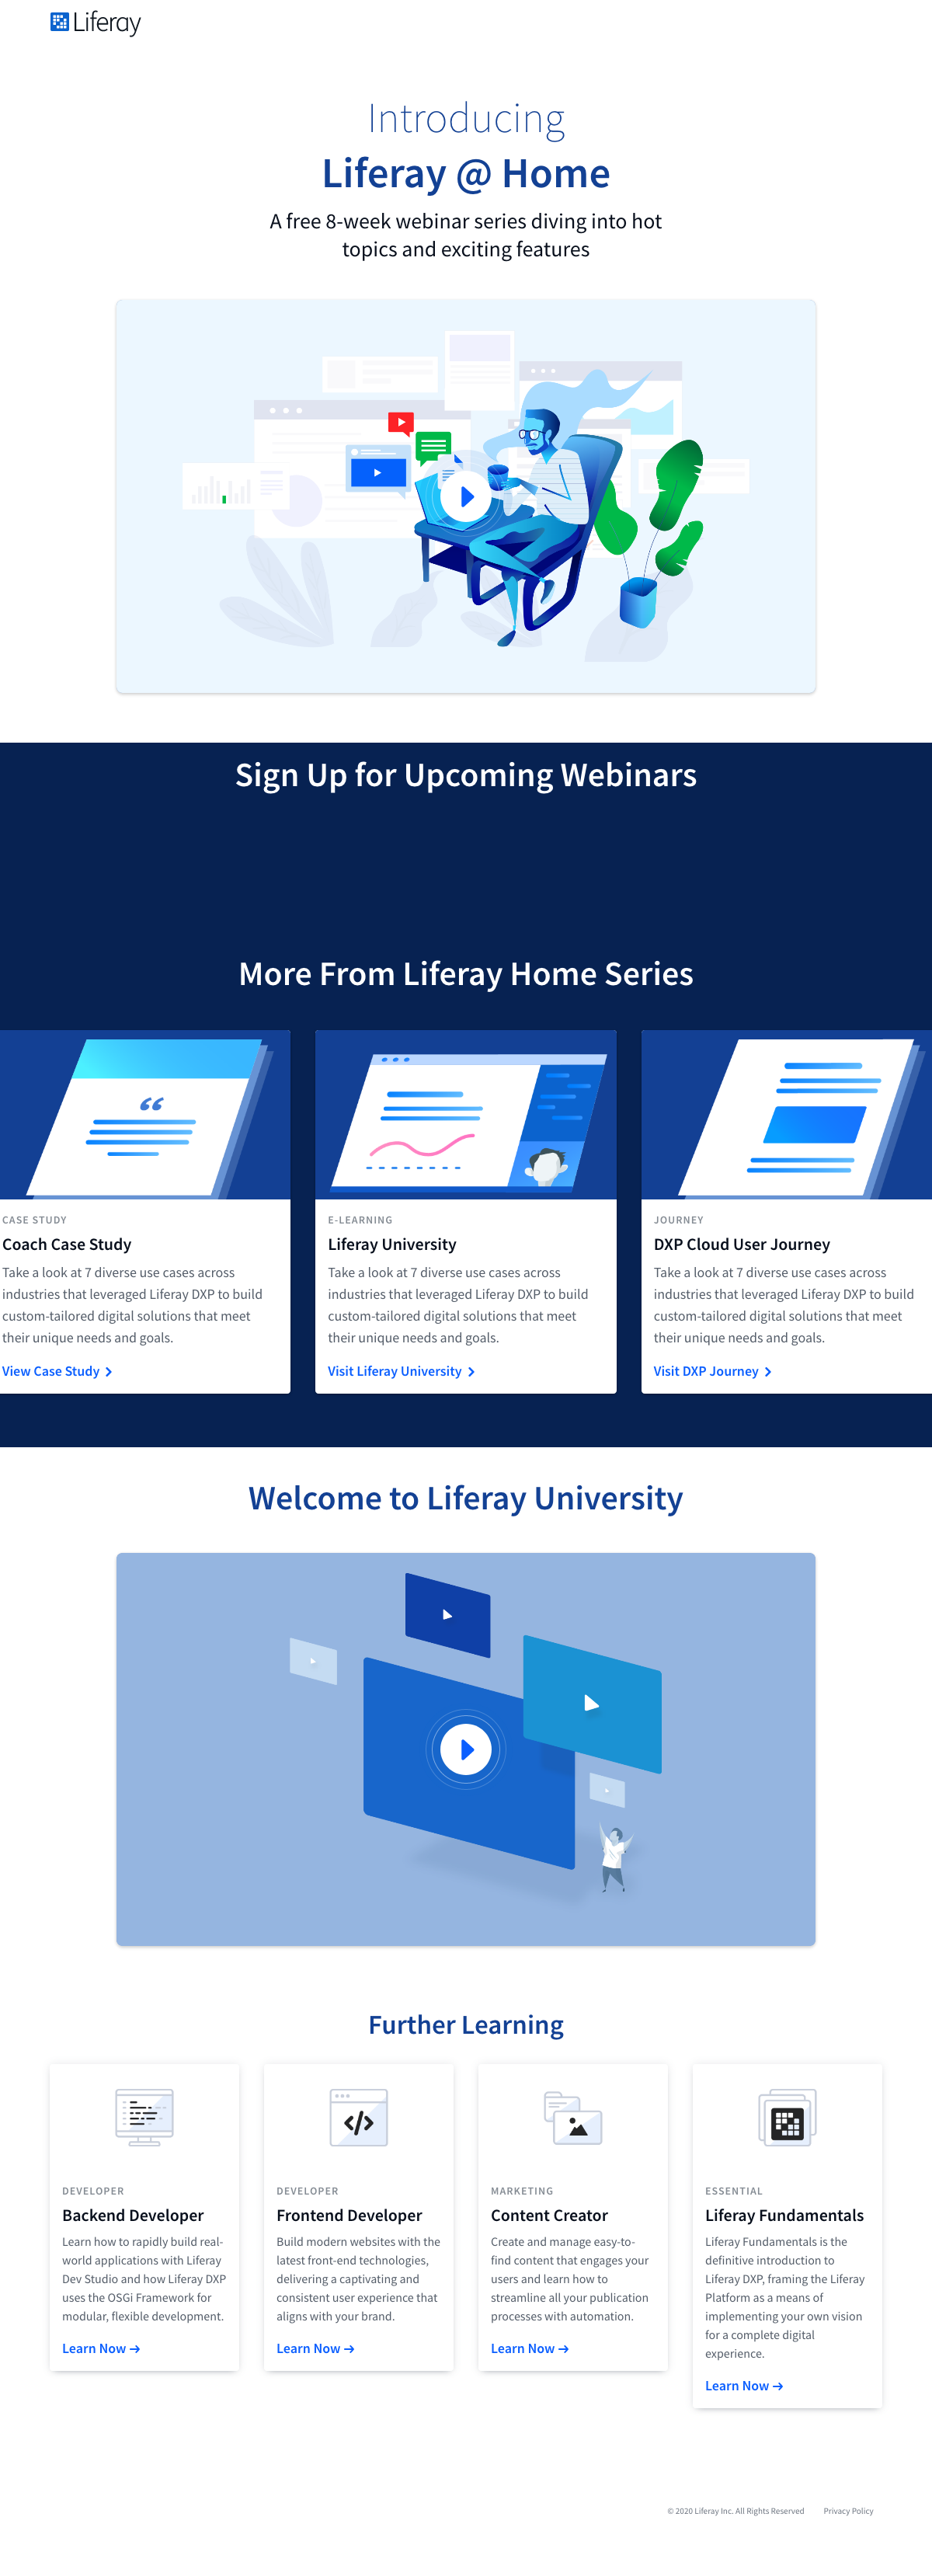 Liferay
Introducing
Liferay @ Home
A free 8-week webinar series diving into hot
topics and exciting features
Sign Up for Upcoming Webinars
More From Liferay Home Series
CASE STUDY
Coach Case Study
Take a look at 7 diverse use cases across
industries that leveraged Liferay DXP to build
custom-tailored digital solutions that meet
their unique needs and goals.
View Case Study
E-LEARNING
Liferay University
Take a look at 7 diverse use cases across
industries that leveraged Liferay DXP to build
custom-tailored digital solutions that meet
their unique needs and goals.
Visit Liferay University
JOURNEY
DXP Cloud User Journey
Take a look at 7 diverse use cases across
industries that leveraged Liferay DXP to build
custom-tailored digital solutions that meet
their unique needs and goals.
Visit DXP Journey
Welcome to Liferay University
Further Learning
DEVELOPER
Backend Developer
Learn how to rapidly build real-
world applications with Liferay
Dev Studio and how Liferay DXP
uses the OSGi Framework for
modular, flexible development.
Learn Now →
DEVELOPER
Frontend Developer
Build modern websites with the
latest front-end technologies,
delivering a captivating and
consistent user experience that
aligns with your brand.
Learn Now →
MARKETING
Content Creator
Create and manage easy-to-
find content that engages your
users and learn how to
streamline all your publication
processes with automation.
Learn Now →
ESSENTIAL
Liferay Fundamentals
Liferay Fundamentals is the
definitive introduction to
Liferay DXP, framing the Liferay
Platform as a means of
implementing your own vision
for a complete digital
experience.
Learn Now →
© 2020 Liferay Inc. All Rights Reserved Privacy Policy